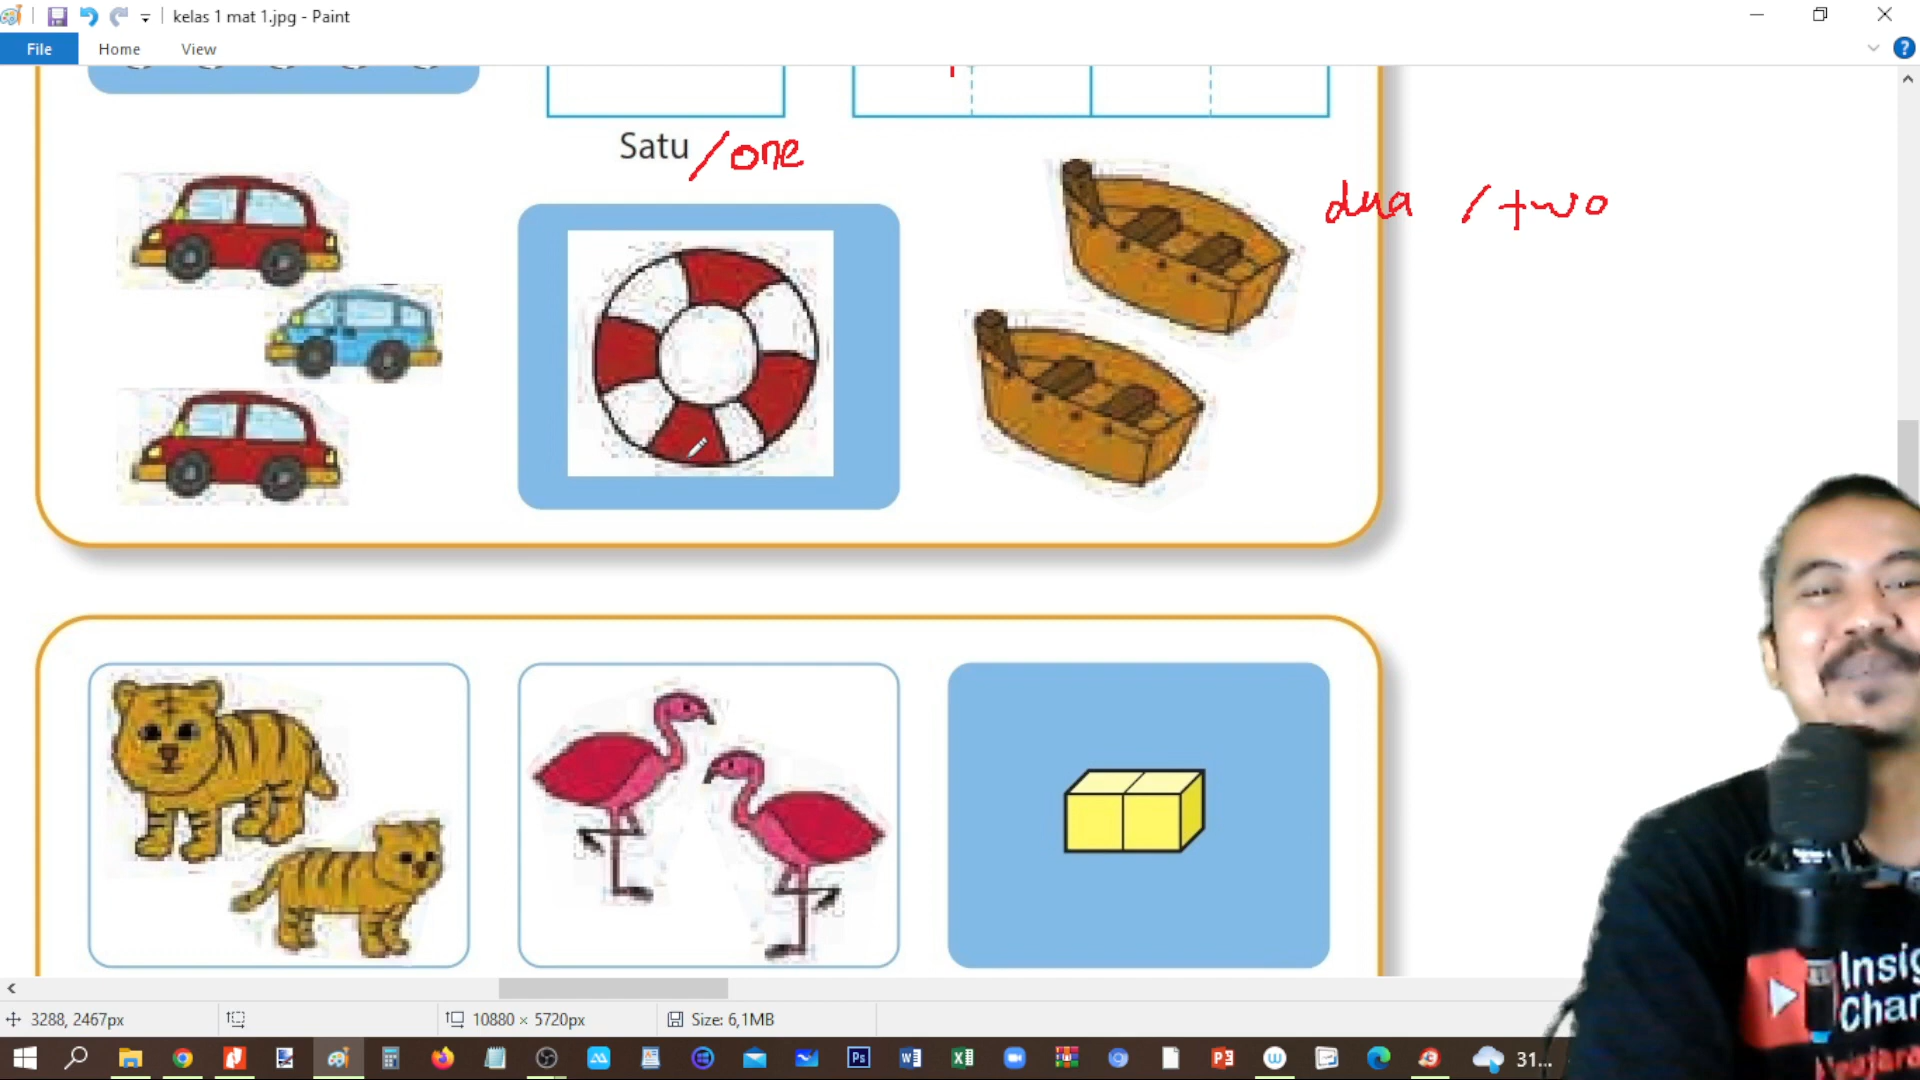 kelas 1 mat 1.jpg - Paint
File Home View
Satu /one
dua /two
3288, 2467px
10880 × 5720px
Size: 6,1MB
31...